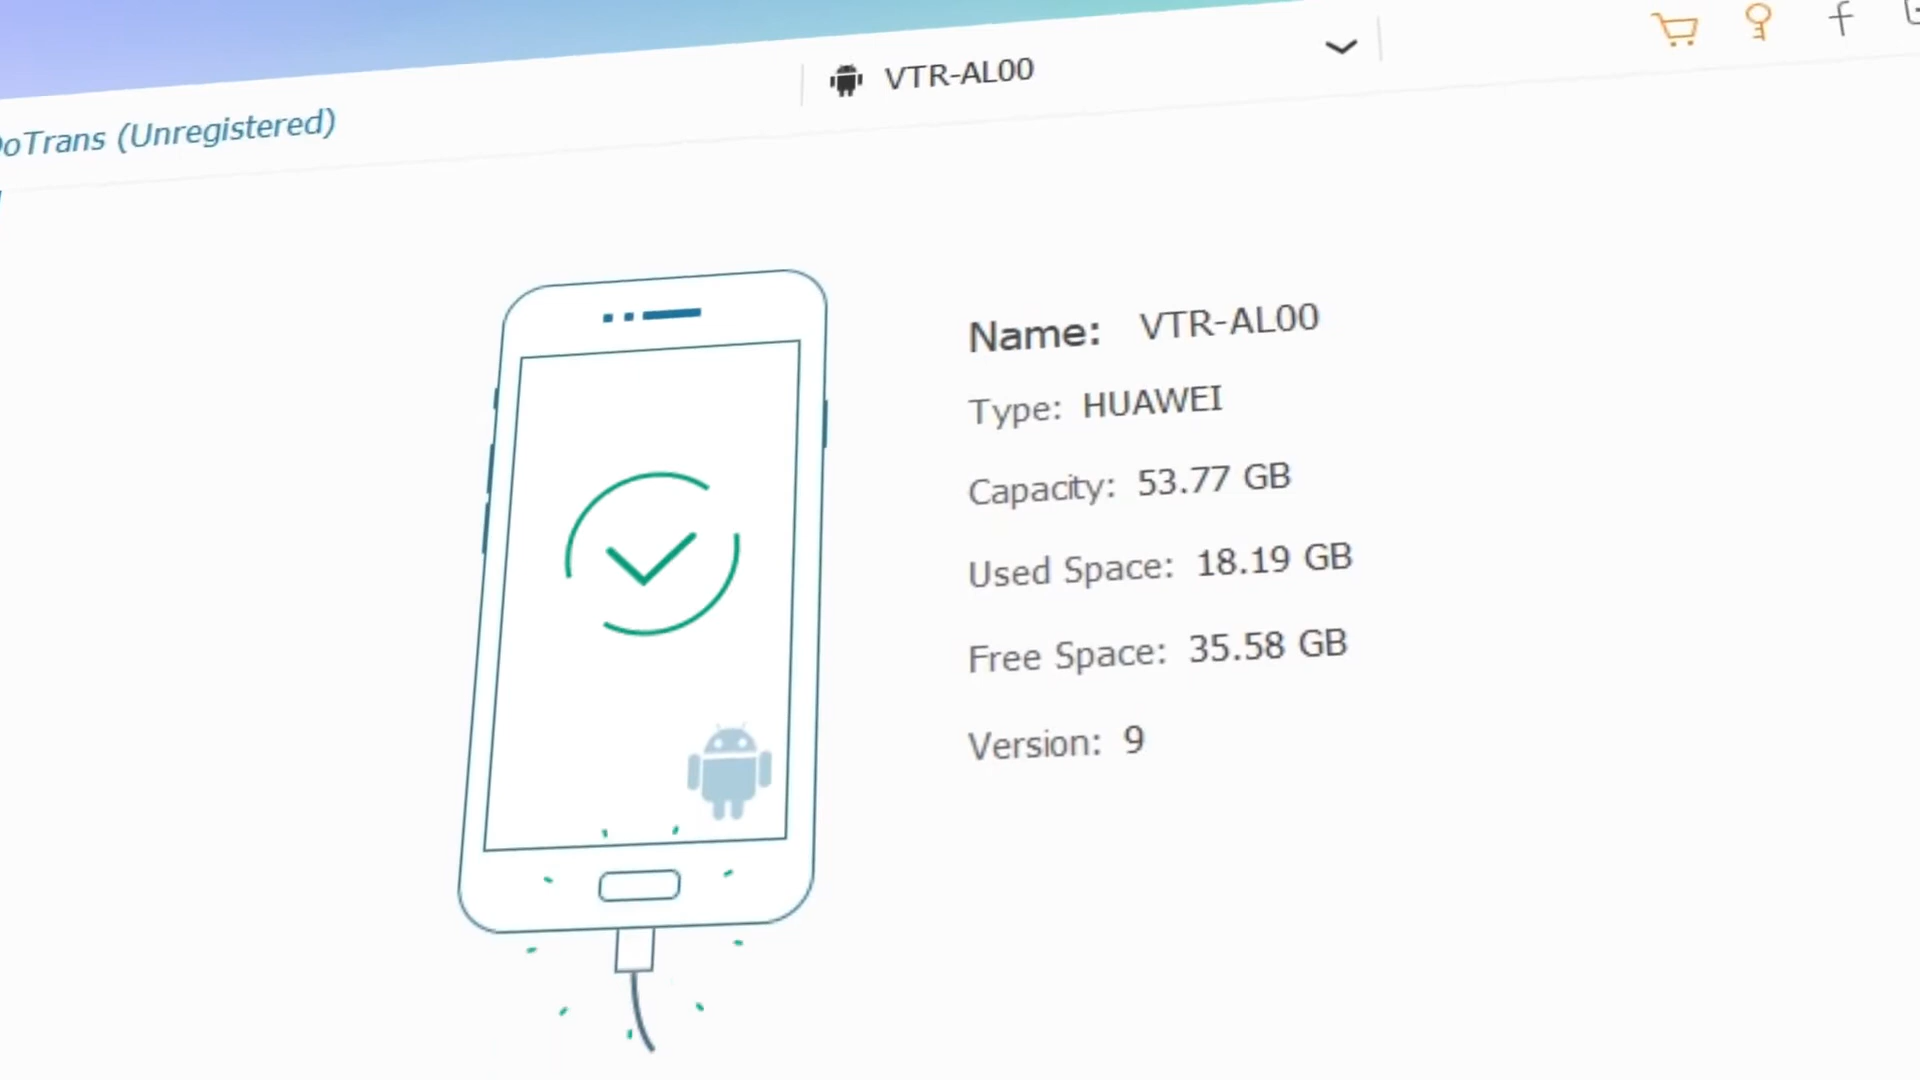 VTR-AL00
oTrans (Unregistered)
Name: VTR-AL00
Type: HUAWEI
Capacity: 53.77 GB
Used Space: 18.19 GB
Free Space: 35.58 GB
Version: 9